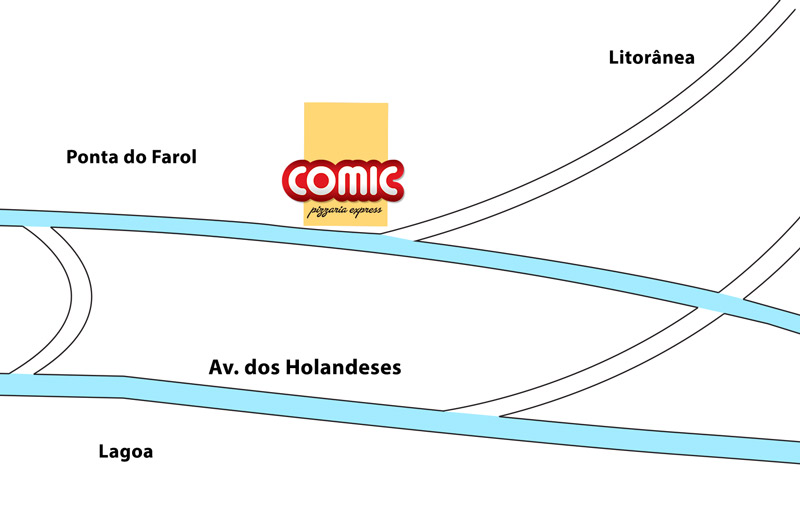 Litorânea
Ponta do Farol
COMIC
pizzaria express
Av. dos Holandeses
Lagoa